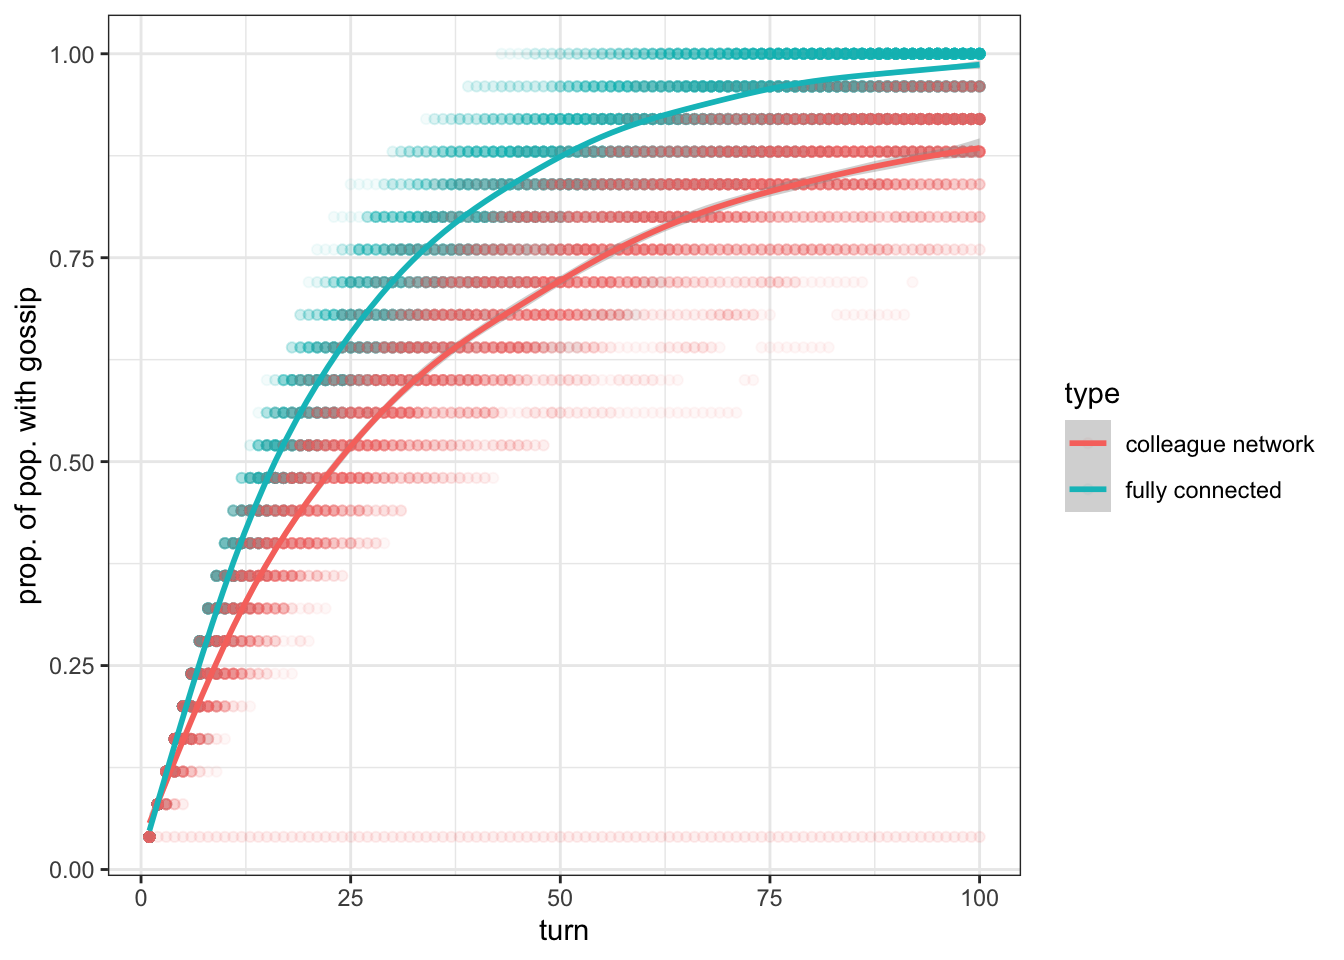 1.00
0.75
0.50
0.25
0.00
prop. of pop. with gossip
0 25 50 75 100
turn
type
colleague network
fully connected